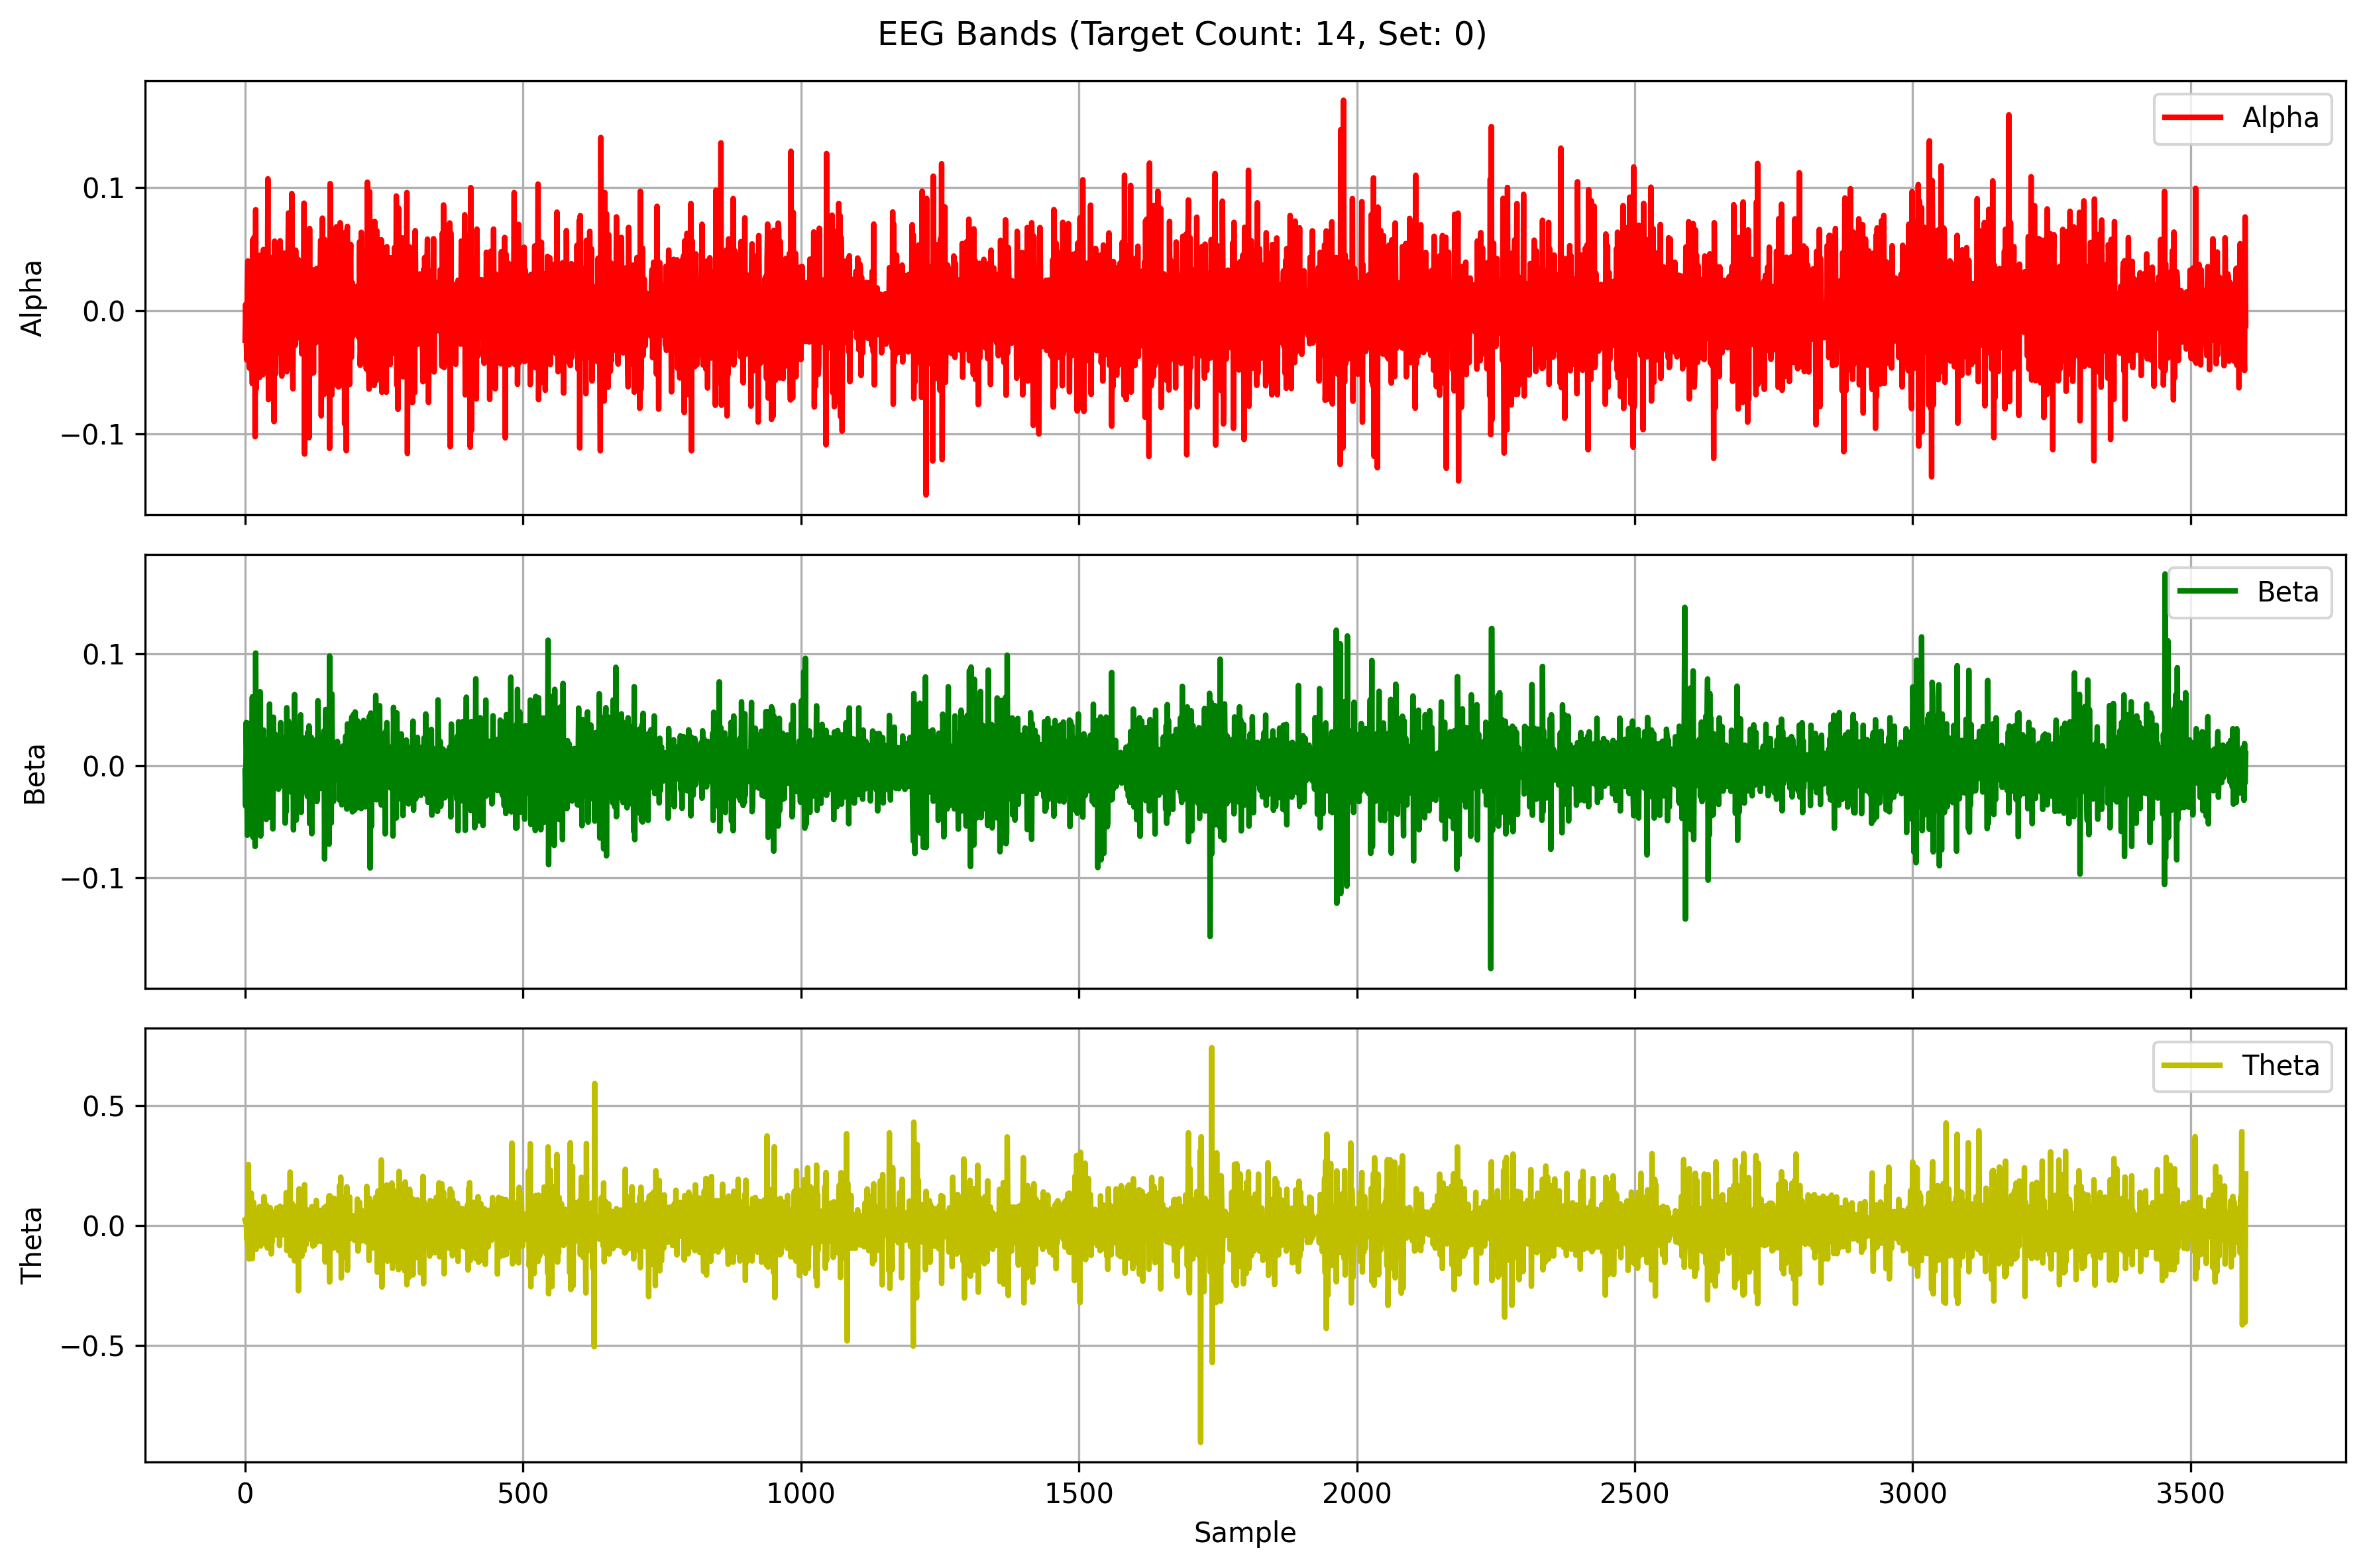 EEG Bands (Target Count: 14, Set: 0)
Alpha
0.1
0.0
−0.1
Alpha
Beta
0.1
0.0
−0.1
Beta
Theta
0.5
0.0
−0.5
Theta
0 500 1000 1500 2000 2500 3000 3500
Sample